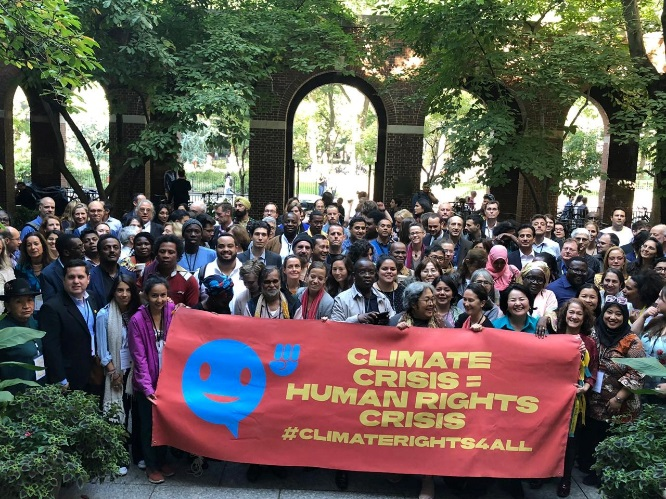 CLIMATE
CRISIS =
HUMAN RIGHTS
CRISIS
#CLIMATERIGHTS4ALL